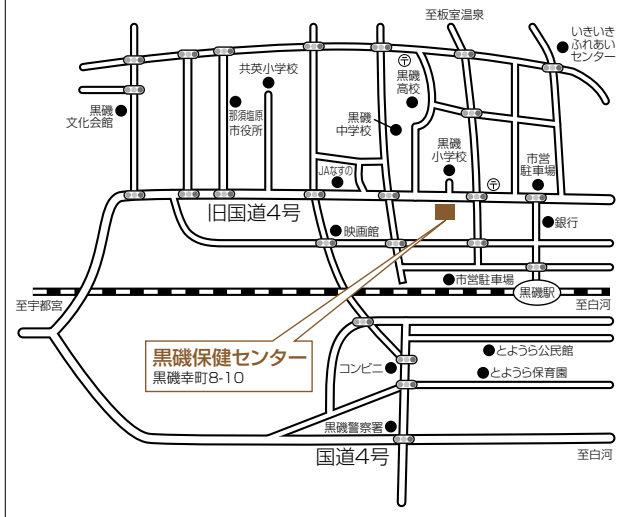 至板室温泉
いきいき
ふれあい
センター
共英小学校
〒
黒磯
高校
黒磯
文化会館
那須塩原
市役所
黒磯
中学校
黒磯
小学校
JAなすの
〒
市営
駐車場
旧国道4号
映画館
銀行
市営駐車場
黒磯駅
至宇都宮
至白河
黒磯保健センター
黒磯幸町8-10
コンビニ
とようら公民館
とようら保育園
黒磯警察署
国道4号
至白河